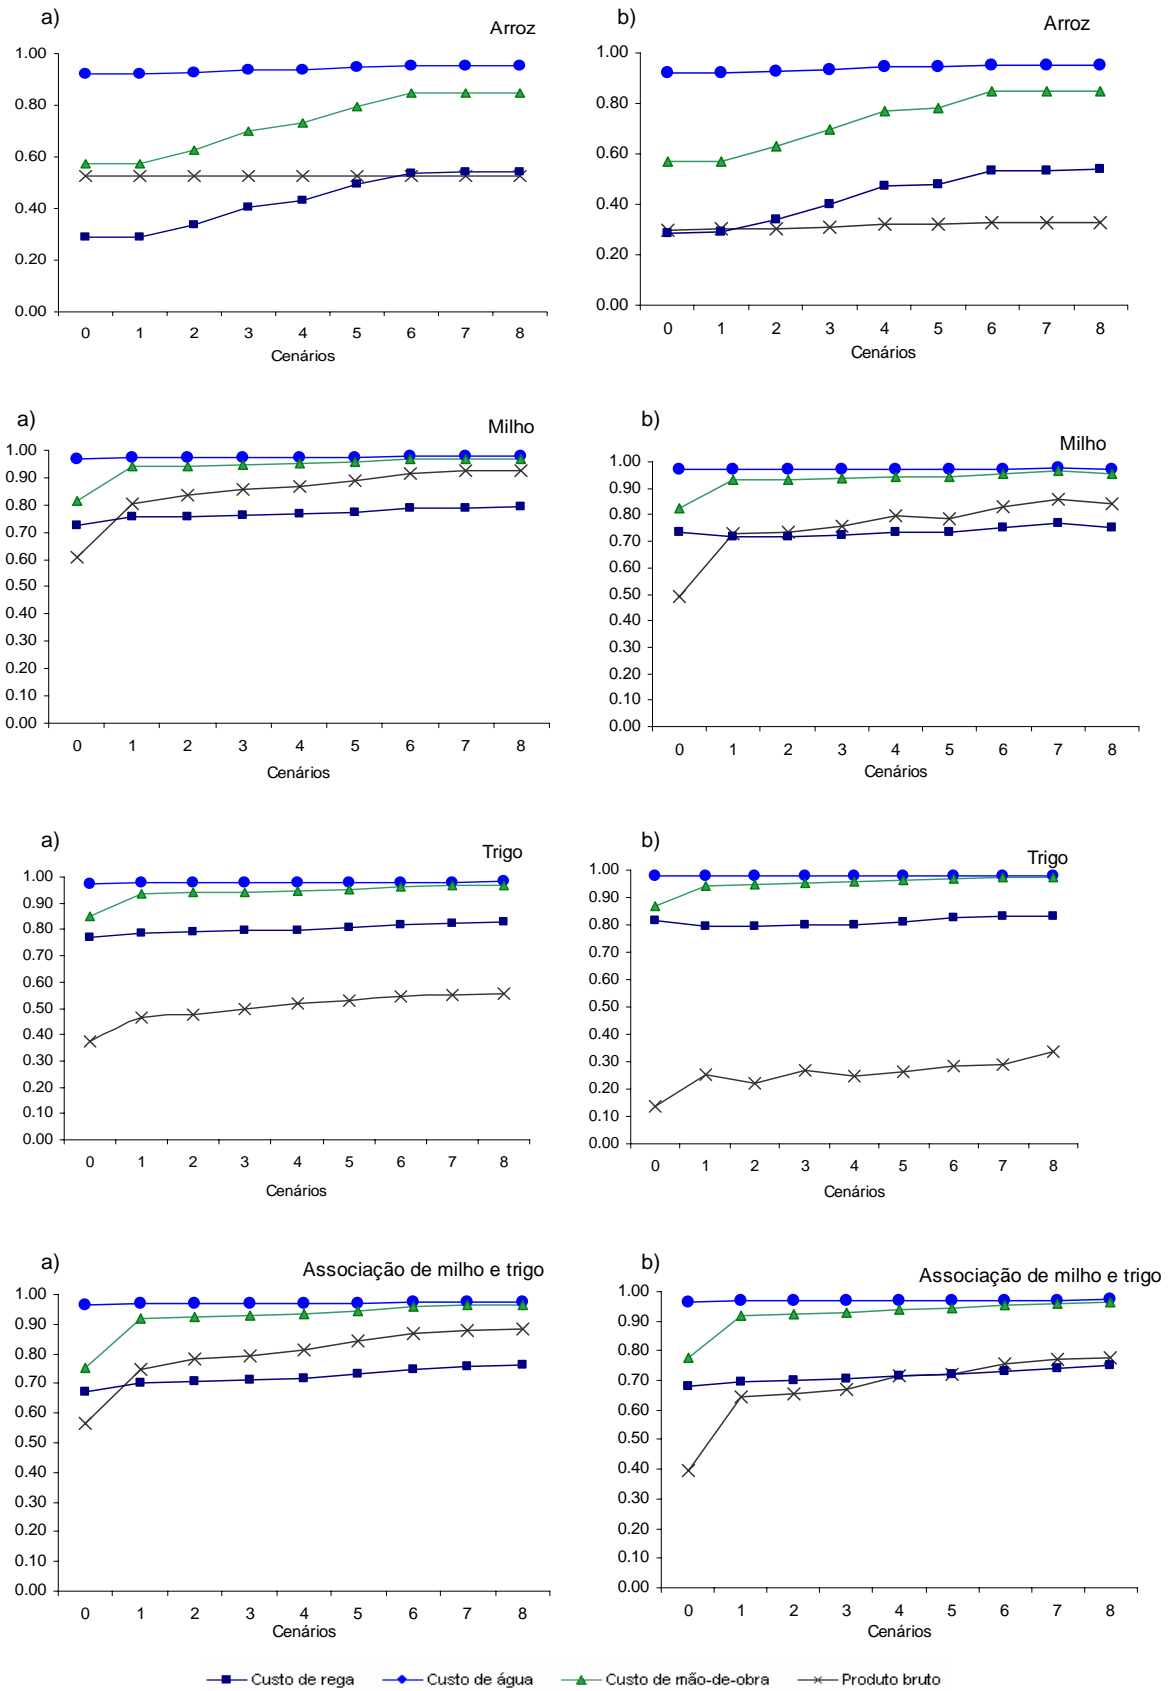 a)
Arroz
1.00
0.80
0.60
0.40
0.20
0.00
0 1 2 3 4 5 6 7 8
Cenários
b)
Arroz
1.00
0.80
0.60
0.40
0.20
0.00
0 1 2 3 4 5 6 7 8
Cenários
a)
Milho
1.00
0.90
0.80
0.70
0.60
0.50
0.40
0.30
0.20
0.10
0.00
0 1 2 3 4 5 6 7 8
Cenários
b)
Milho
1.00
0.90
0.80
0.70
0.60
0.50
0.40
0.30
0.20
0.10
0.00
0 1 2 3 4 5 6 7 8
Cenários
a)
Trigo
1.00
0.90
0.80
0.70
0.60
0.50
0.40
0.30
0.20
0.10
0.00
0 1 2 3 4 5 6 7 8
Cenários
b)
Trigo
1.00
0.90
0.80
0.70
0.60
0.50
0.40
0.30
0.20
0.10
0.00
0 1 2 3 4 5 6 7 8
Cenários
a)
Associação de milho e trigo
1.00
0.90
0.80
0.70
0.60
0.50
0.40
0.30
0.20
0.10
0.00
0 1 2 3 4 5 6 7 8
Cenários
b)
Associação de milho e trigo
1.00
0.90
0.80
0.70
0.60
0.50
0.40
0.30
0.20
0.10
0.00
0 1 2 3 4 5 6 7 8
Cenários
Custo de rega Custo de água Custo de mão-de-obra Produto bruto